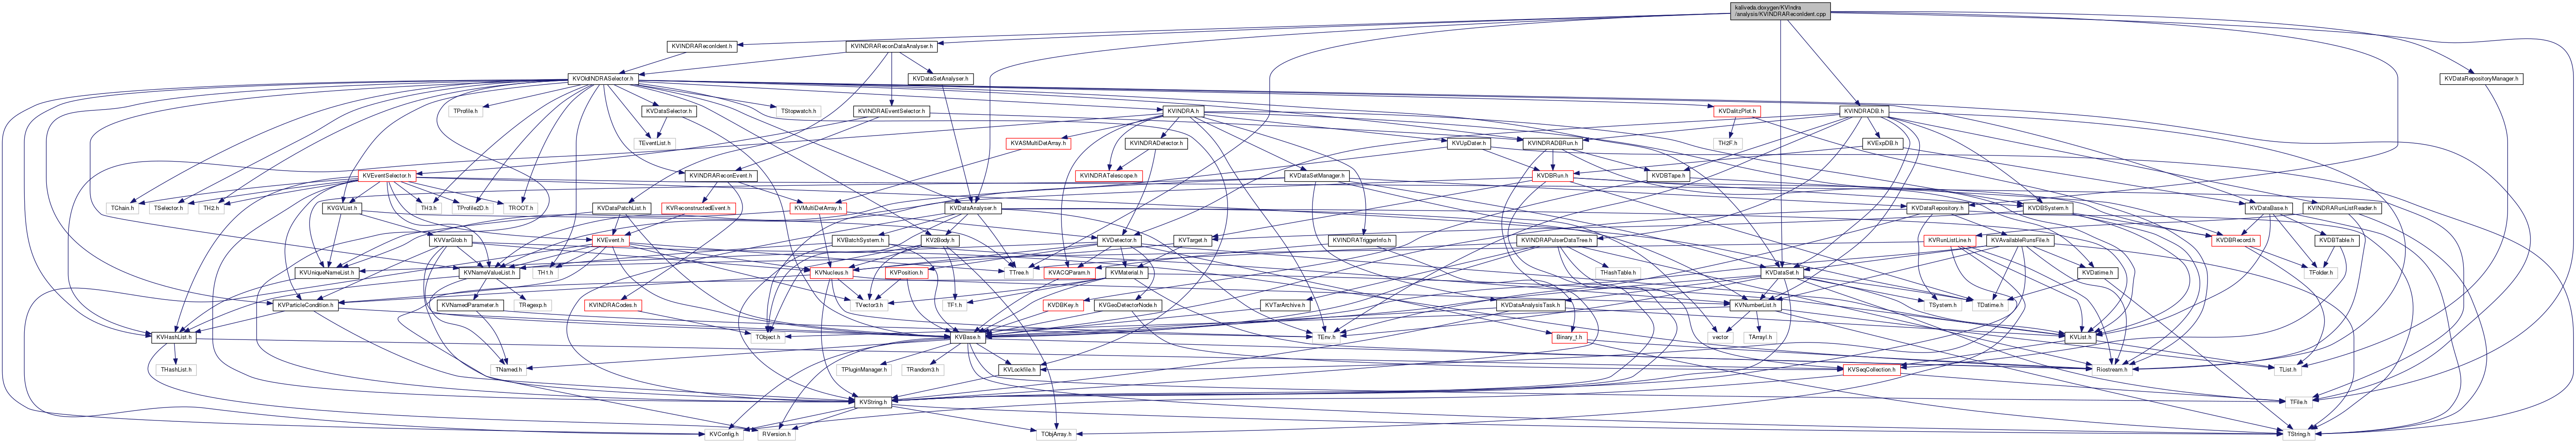 kaliveda.doxygen/KVIndra
/analysis/KVINDRAReconIdent.cpp
KVINDRAReconIdent.h
KVINDRAReconDataAnalyser.h
KVOldINDRASelector.h
KVDataSetAnalyser.h
KVDataRepositoryManager.h
TProfile.h
KVDataSelector.h
TStopwatch.h
KVINDRAEventSelector.h
KVINDRA.h
KVDalitzPlot.h
KVINDRADB.h
TEventList.h
KVASMultiDetArray.h
KVINDRADetector.h
KVUpDater.h
TH2F.h
KVINDRADBRun.h
KVExpDB.h
KVEventSelector.h
KVINDRAReconEvent.h
KVINDRATelescope.h
KVDataSetManager.h
KVDBRun.h
KVDBTape.h
TChain.h
TSelector.h
TH2.h
KVGVList.h
TH3.h
TProfile2D.h
TROOT.h
KVDataPatchList.h
KVReconstructedEvent.h
KVMultiDetArray.h
KVDataAnalyser.h
KVDataRepository.h
KVDBSystem.h
KVDataBase.h
KVINDRARunListReader.h
KVVarGlob.h
KVEvent.h
KVBatchSystem.h
KV2Body.h
KVDetector.h
KVTarget.h
KVINDRATriggerInfo.h
KVINDRAPulserDataTree.h
KVRunListLine.h
KVAvailableRunsFile.h
KVDBRecord.h
KVDBTable.h
KVUniqueNameList.h
KVNameValueList.h
TH1.h
KVNucleus.h
KVPosition.h
TTree.h
KVACQParam.h
KVMaterial.h
THashTable.h
KVDataSet.h
KVDatime.h
TFolder.h
KVParticleCondition.h
KVNamedParameter.h
TRegexp.h
KVINDRACodes.h
TVector3.h
TF1.h
KVDBKey.h
KVGeoDetectorNode.h
KVTarArchive.h
KVDataAnalysisTask.h
KVNumberList.h
TSystem.h
TDatime.h
KVHashList.h
TObject.h
KVBase.h
TEnv.h
vector
TArrayI.h
Binary_t.h
KVList.h
THashList.h
TNamed.h
TPluginManager.h
TRandom3.h
KVLockfile.h
KVSeqCollection.h
Riostream.h
TList.h
KVString.h
TFile.h
KVConfig.h
RVersion.h
TObjArray.h
TString.h